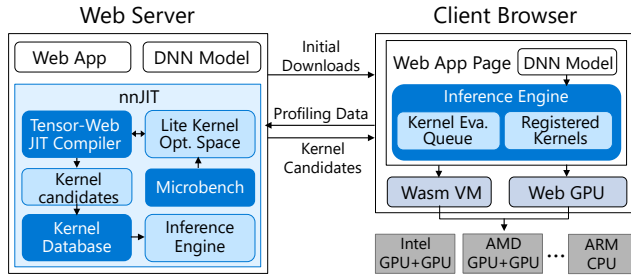 Web Server
Client Browser
Web App
DNN Model
nnJIT
Tensor-Web
JIT Compiler
Lite Kernel
Opt. Space
Kernel
candidates
Microbench
Kernel
Database
Inference
Engine
Initial
Downloads
Profiling Data
Kernel
Candidates
Web App Page
DNN Model
Inference Engine
Kernel Eva.
Queue
Registered
Kernels
Wasm VM
Web GPU
Intel
GPU+GPU
AMD
GPU+GPU
...
ARM
CPU